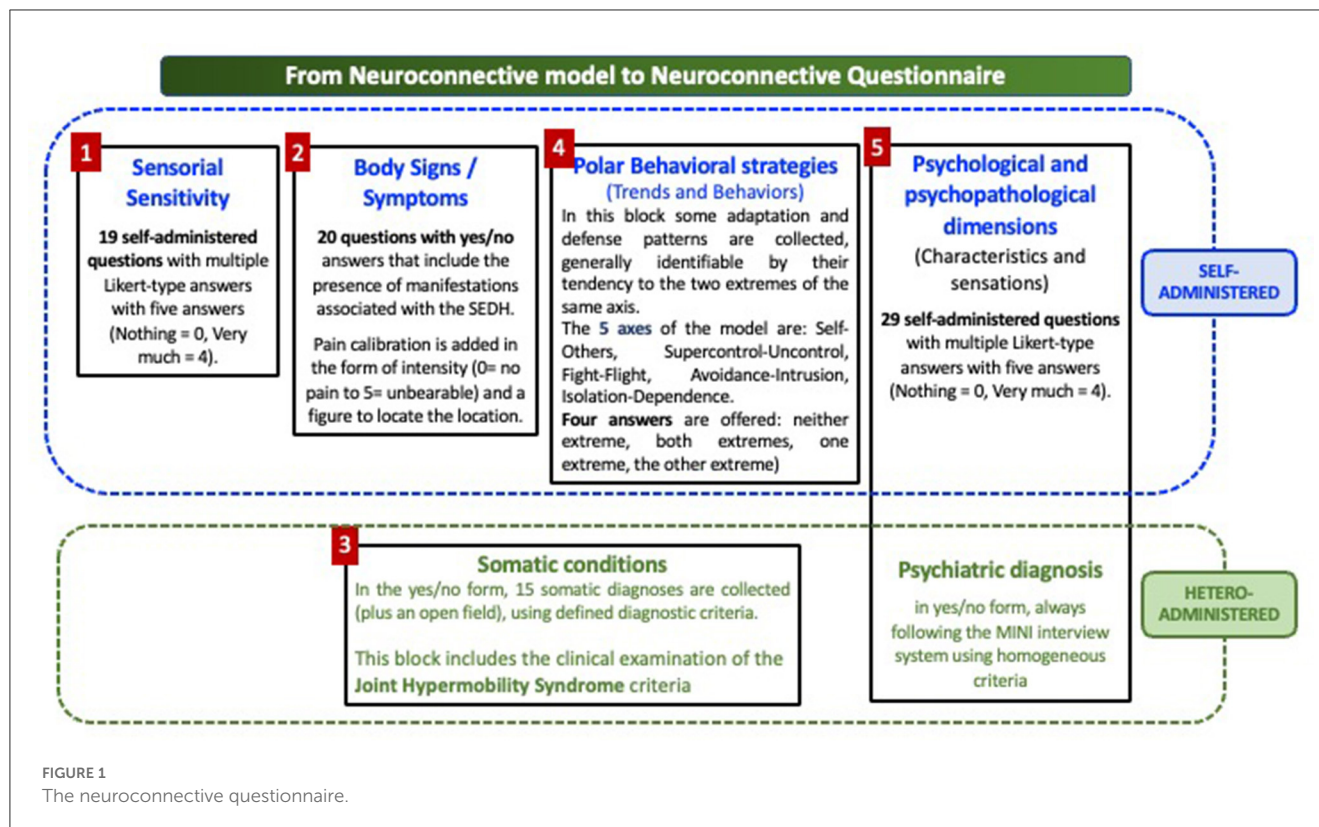 From Neuroconnective model to Neuroconnective Questionnaire
1
Sensorial
Sensitivity
19 self-administered
questions with multiple
Likert-type answers
with five answers
(Nothing = 0, Very
much = 4).
2
Body Signs /
Symptoms
20 questions with yes/no
answers that include the
presence of manifestations
associated with the SEDH.
Pain calibration is added in
the form of intensity (0= no
pain to 5= unbearable) and a
figure to locate the location.
4
Polar Behavioral strategies
(Trends and Behaviors)
In this block some adaptation and
defense patterns are collected,
generally identifiable by their
tendency to the two extremes of the
same axis.
The 5 axes of the model are: Self-
Others, Supercontrol-Uncontrol,
Fight-Flight, Avoidance-Intrusion,
Isolation-Dependence.
Four answers are offered: neither
extreme, both extremes, one
extreme, the other extreme)
5
Psychological and
psychopathological
dimensions
(Characteristics and
sensations)
29 self-administered questions
with multiple Likert-type
answers with five answers
(Nothing = 0, Very much = 4).
SELF-
ADMINISTERED
3
Somatic conditions
In the yes/no form, 15 somatic diagnoses are collected
(plus an open field), using defined diagnostic criteria.
This block includes the clinical examination of the
Joint Hypermobility Syndrome criteria
Psychiatric diagnosis
in yes/no form, always
following the MINI interview
system using homogeneous
criteria
HETERO-
ADMINISTERED
FIGURE 1
The neuroconnective questionnaire.